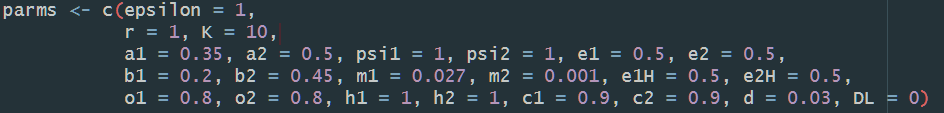 parms <- c(epsilon = 1,
r = 1, K = 10,
a1 = 0.35, a2 = 0.5, psi1 = 1, psi2 = 1, e1 = 0.5, e2 = 0.5,
b1 = 0.2, b2 = 0.45, m1 = 0.027, m2 = 0.001, e1H = 0.5, e2H = 0.5,
o1 = 0.8, o2 = 0.8, h1 = 1, h2 = 1, c1 = 0.9, c2 = 0.9, d = 0.03, DL = 0)